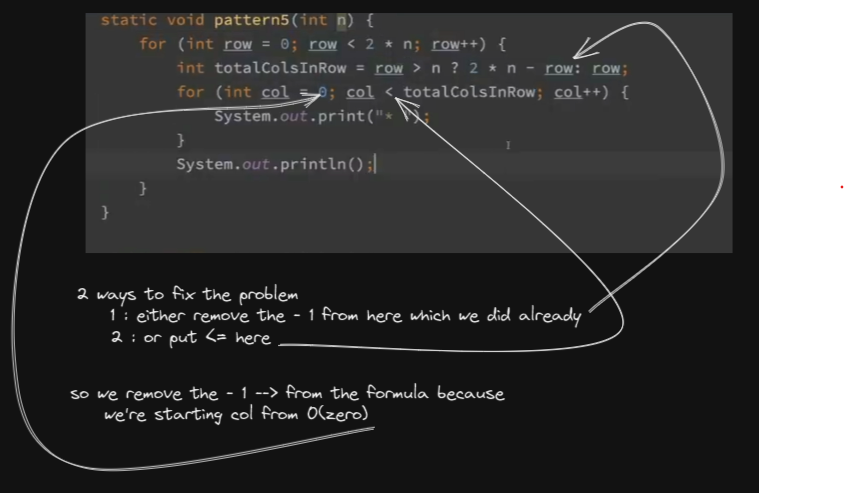 static void pattern5(int n) {
for (int row = 0; row < 2 * n; row++) {
int totalColsInRow = row > n ? 2 * n - row: row;
for (int col = 0; col < totalColsInRow; col++) {
System.out.print("* ");
}
System.out.println();
}
}
2 ways to fix the problem
1 : either remove the - 1 from here which we did already
2 : or put <= here
so we remove the - 1 --> from the formula because
we're starting col from 0(zero)